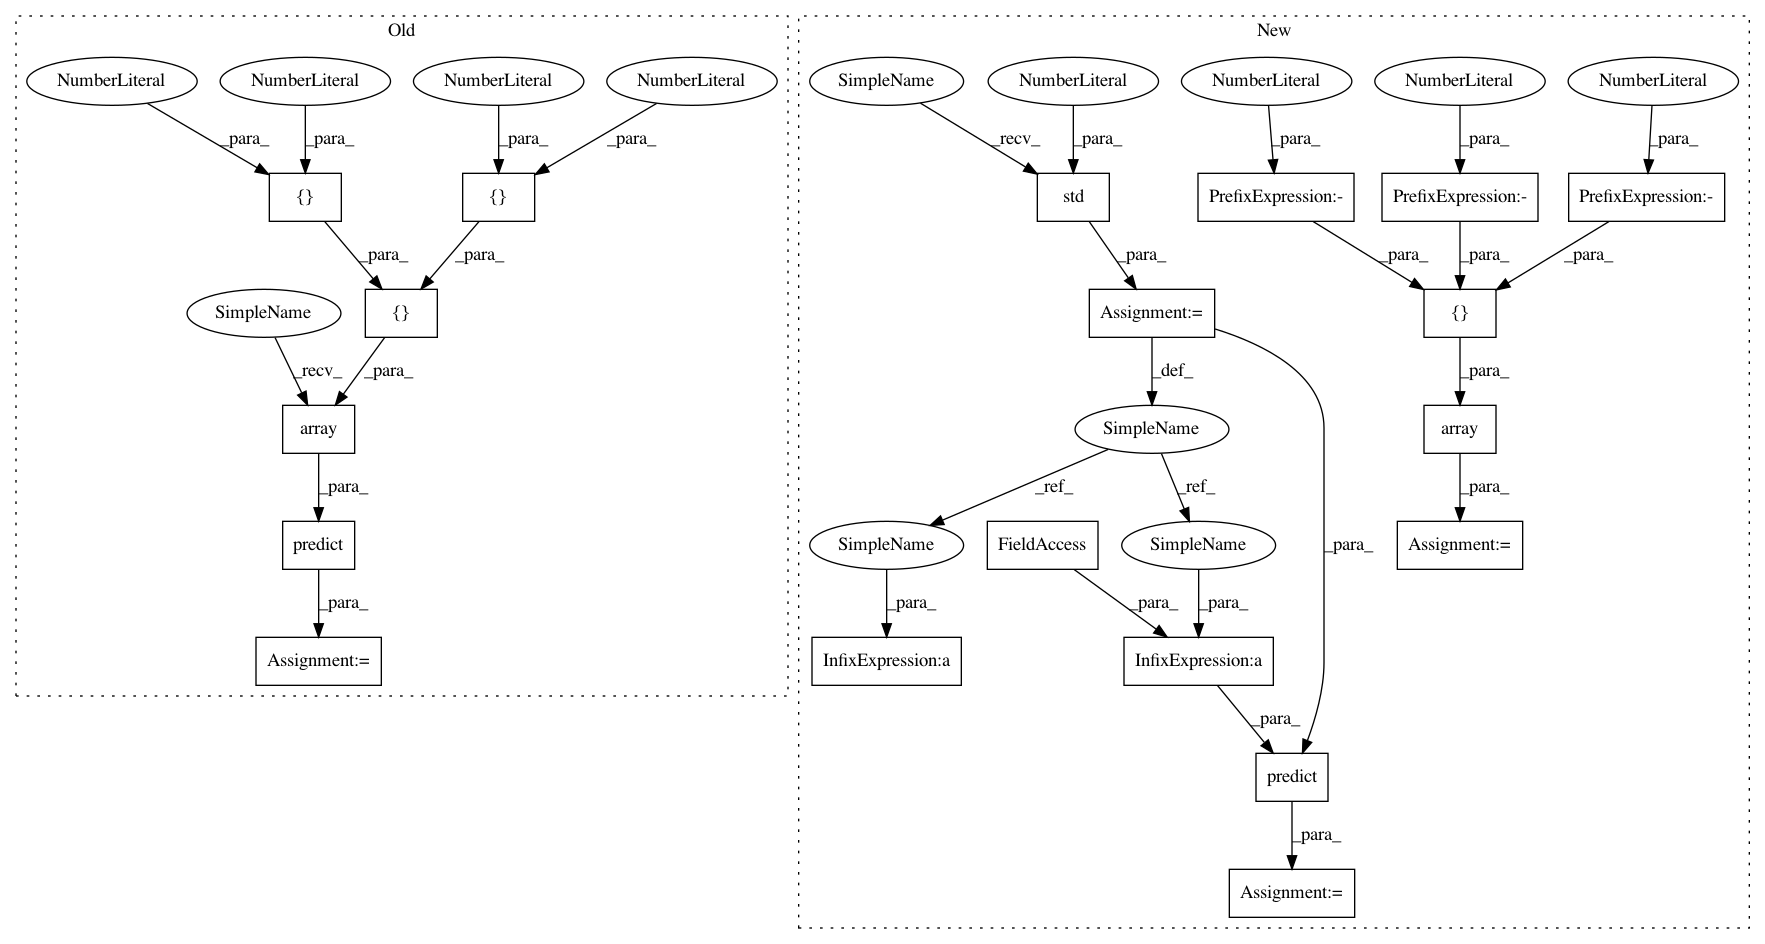 Old
New
NumberLiteral NumberLiteral NumberLiteral NumberLiteral
_para_ _para_ _para_ _para_
{} {}
_para_ _para_
SimpleName {}
_recv_ _para_
array
_para_
predict
_para_
Assignment:=
SimpleName NumberLiteral NumberLiteral NumberLiteral NumberLiteral
_recv_ _para_ _para_ _para_ _para_
std PrefixExpression:- PrefixExpression:- PrefixExpression:-
_para_ _para_ _para_ _para_
Assignment:= {}
_def_ _para_
SimpleName array
_ref_ _ref_ _para_
SimpleName FieldAccess SimpleName _para_ Assignment:=
_para_ _para_ _para_
InfixExpression:a InfixExpression:a
_para_
predict
_para_
Assignment:=